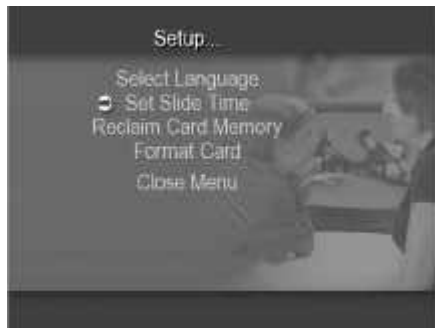 Setup...
Select Language
Set Slide Time
Reclaim Card Memory
Format Card
Close Menu